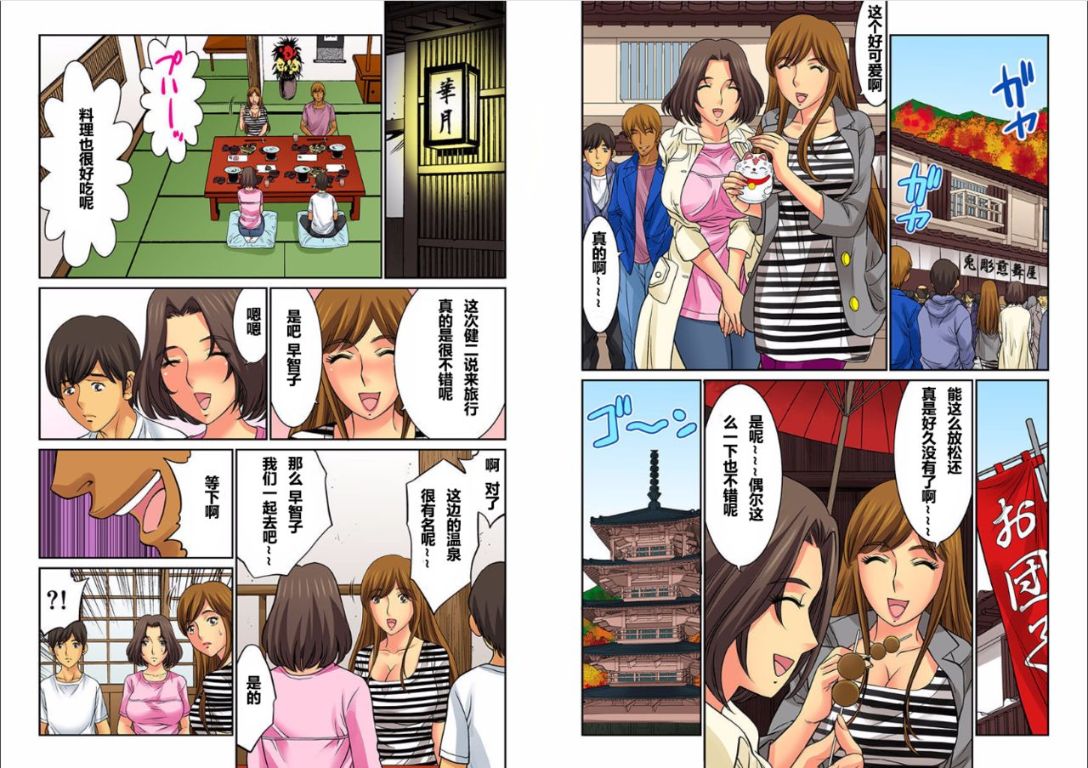 ガヤ
ガヤ
兎彫煎舞屋
这个好可爱啊
真的啊~~~
お団子
能这么放松还
真是好久没有了啊~~~
是呢~~~~偶尔这
么一下也不错呢
ゴ～ン
華月
プハーッ
料理也很好吃呢
这次健二说来旅行
真的是很不错呢
是吧 早智子
嗯嗯
啊 对了
这边的温泉
很有名呢~~
那么 早智子
我们一起去吧~~
是的
等下啊
?!